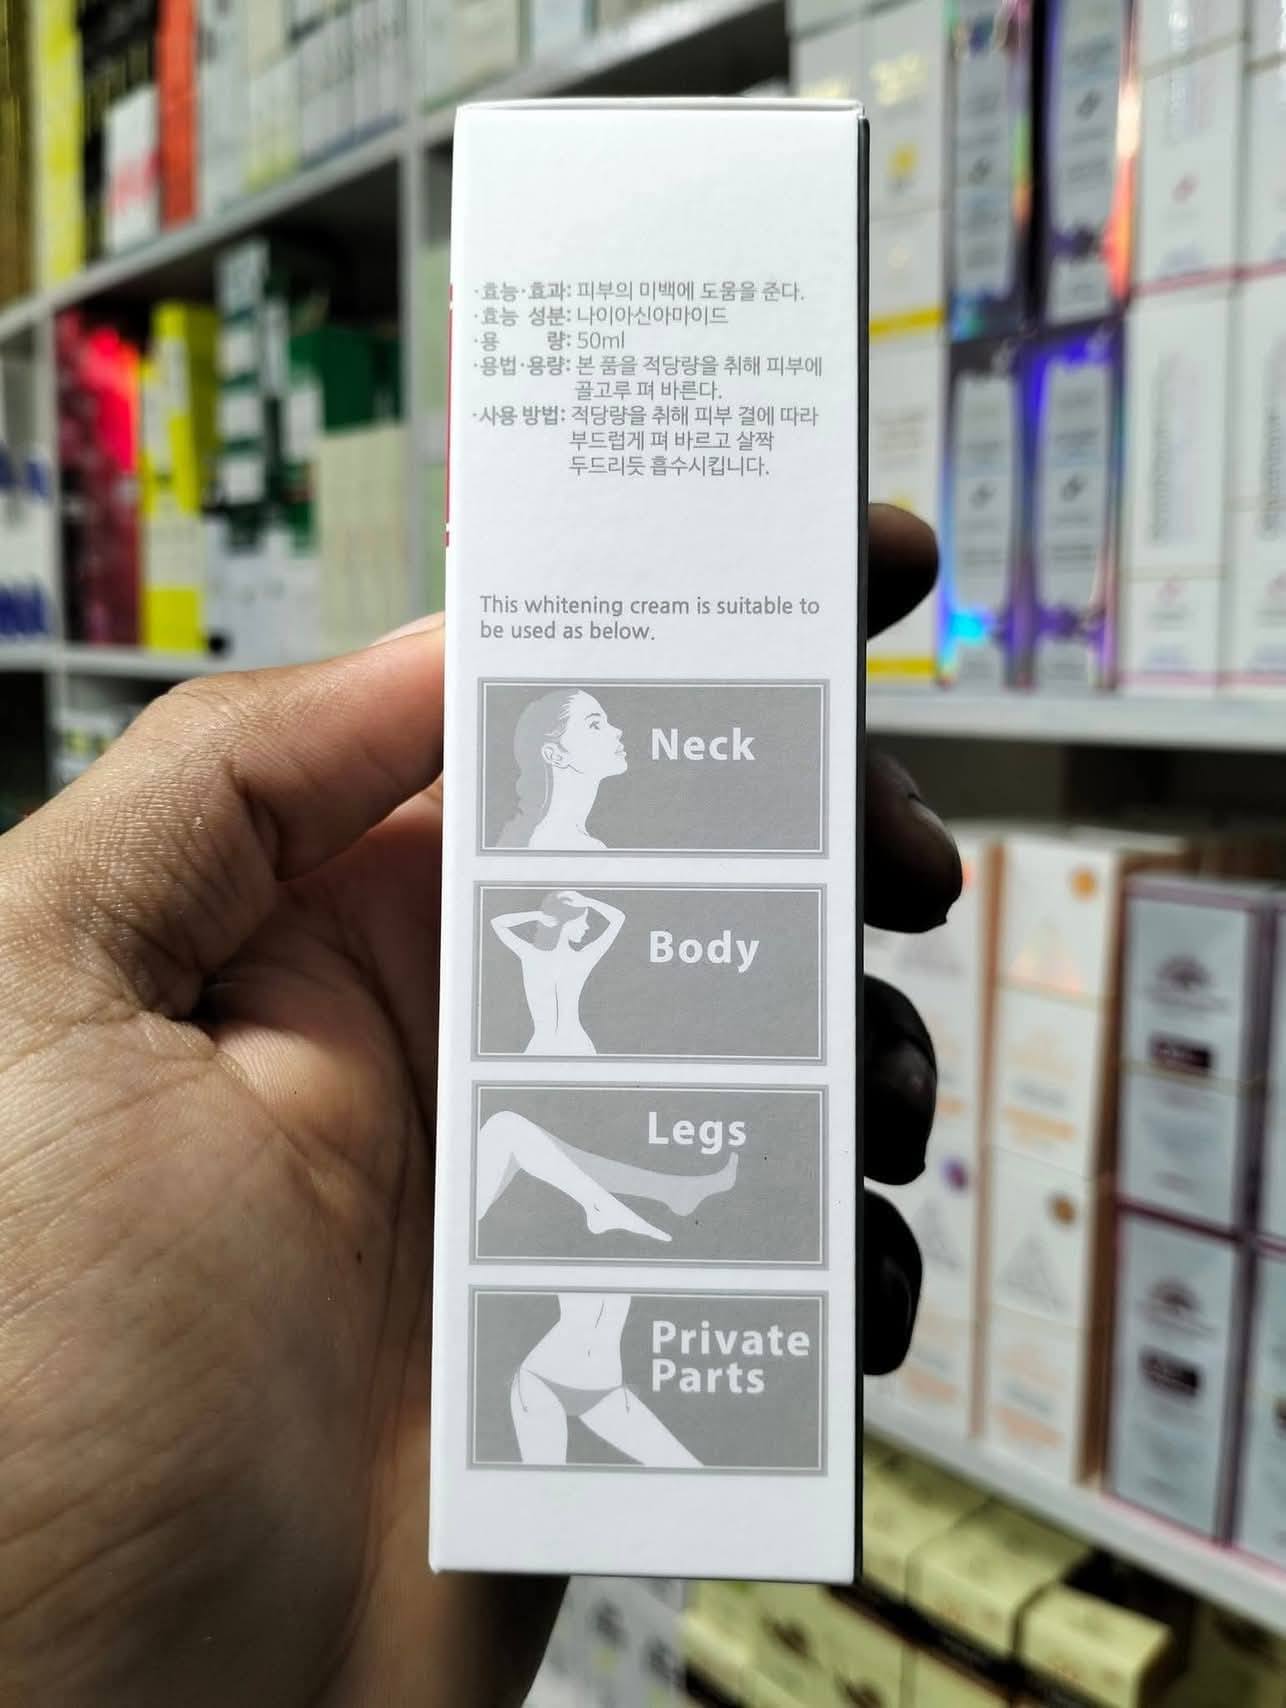 ·효능·효과: 피부의 미백에 도움을 준다.
·효능 성분: 나이아신아마이드
·용 량: 50ml
·용법·용량: 본 품을 적당량을 취해 피부에
골고루 펴 바른다.
·사용 방법: 적당량을 취해 피부 결에 따라
부드럽게 펴 바르고 살짝
두드리듯 흡수시킵니다.
This whitening cream is suitable to
be used as below.
Neck
Body
Legs
Private
Parts